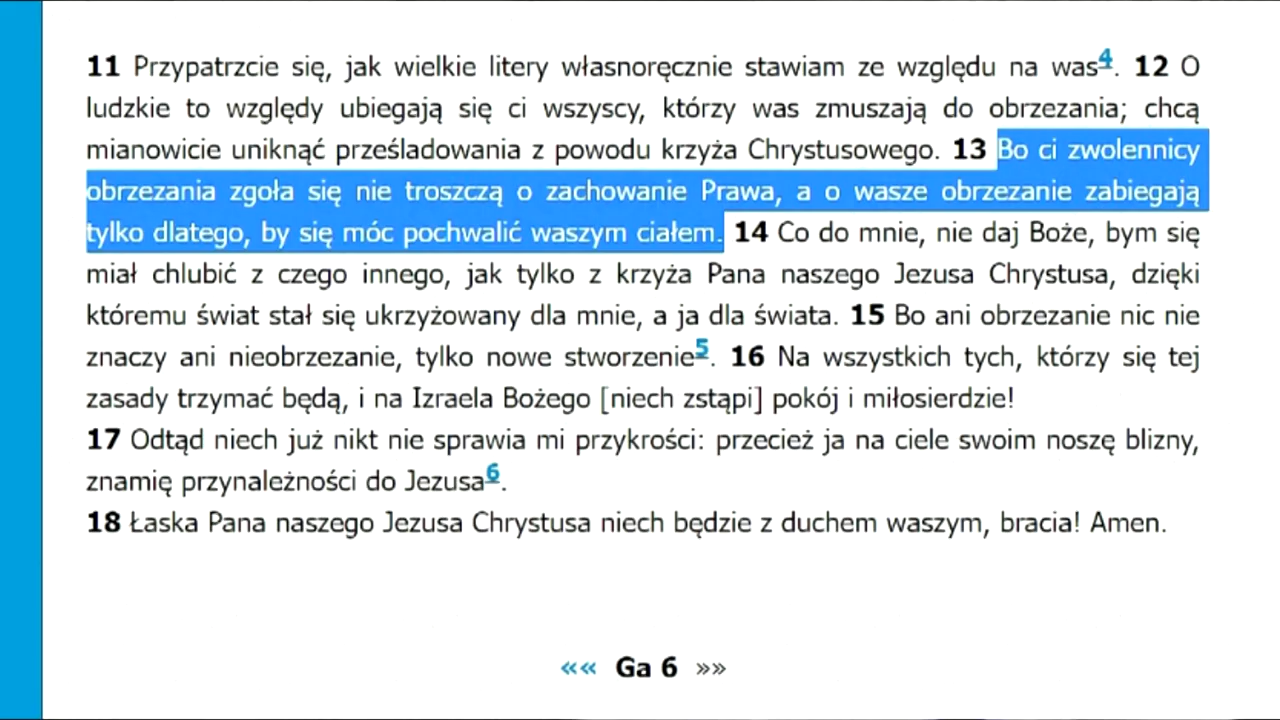 11 Przypatrzcie się, jak wielkie litery własnoręcznie stawiam ze względu na was4. 12 O
ludzkie to względy ubiegają się ci wszyscy, którzy was zmuszają do obrzezania; chcą
mianowicie uniknąć prześladowania z powodu krzyża Chrystusowego. 13 Bo ci zwolennicy
obrzezania zgoła się nie troszczą o zachowanie Prawa, a o wasze obrzezanie zabiegają
tylko dlatego, by się móc pochwalić waszym ciałem. 14 Co do mnie, nie daj Boże, bym się
miał chlubić z czego innego, jak tylko z krzyża Pana naszego Jezusa Chrystusa, dzięki
któremu świat stał się ukrzyżowany dla mnie, a ja dla świata. 15 Bo ani obrzezanie nic nie
znaczy ani nieobrzezanie, tylko nowe stworzenie5. 16 Na wszystkich tych, którzy się tej
zasady trzymać będą, i na Izraela Bożego [niech zstąpi] pokój i miłosierdzie!
17 Odtąd niech już nikt nie sprawia mi przykrości: przecież ja na ciele swoim noszę blizny,
znamię przynależności do Jezusa6.
18 Łaska Pana naszego Jezusa Chrystusa niech będzie z duchem waszym, bracia! Amen.
«« Ga 6 »»